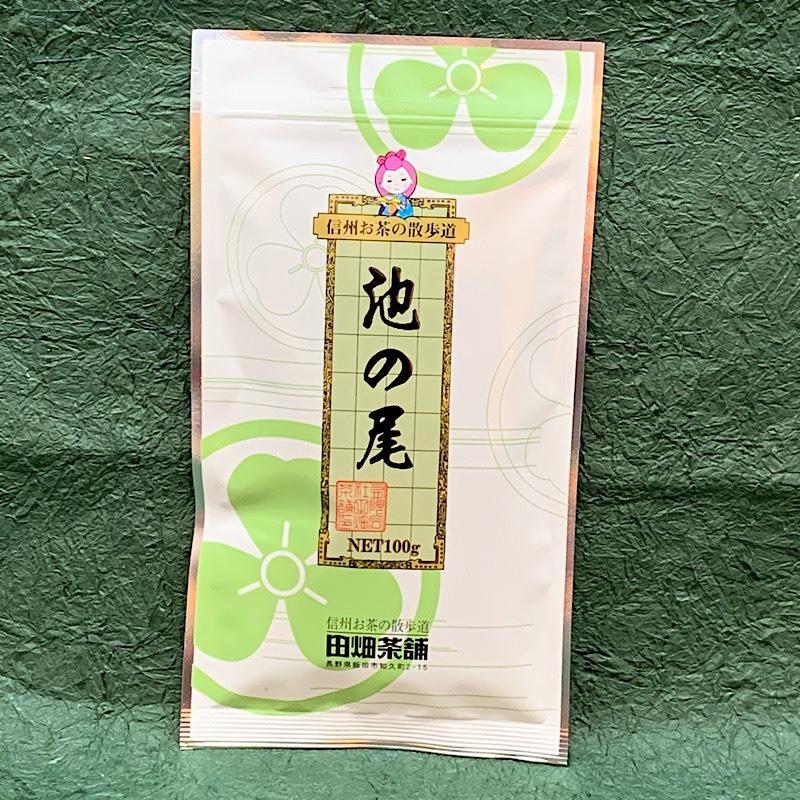 信州お茶の散歩道
池の尾
NET100g
信州お茶の散歩道
田畑茶舗
長野県飯田市知久町2-15